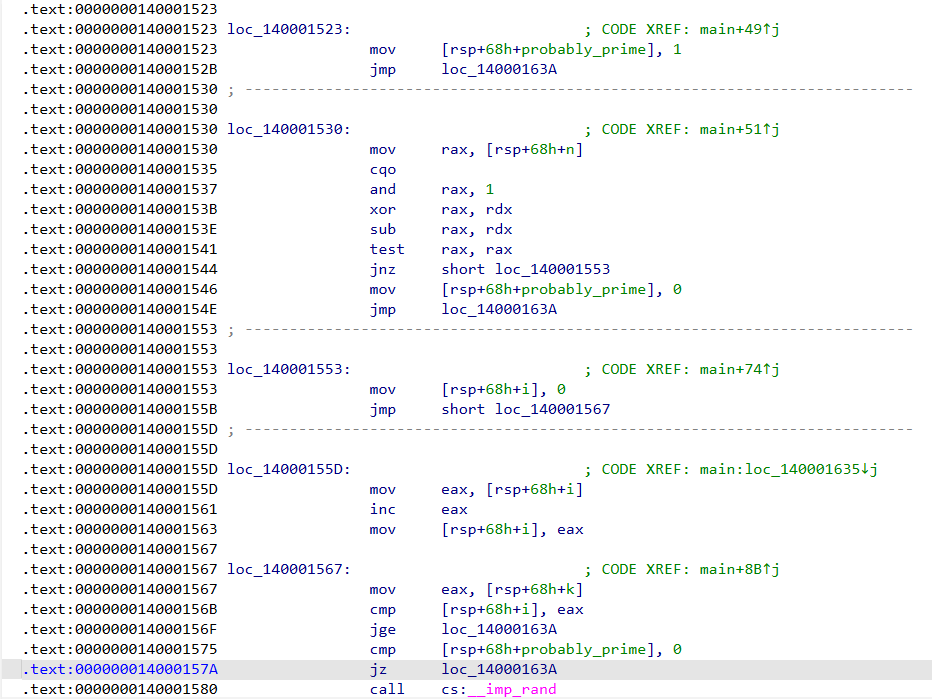 .text:0000000140001523
.text:0000000140001523 loc_140001523: ; CODE XREF: main+49↑j
.text:0000000140001523 mov [rsp+68h+probably_prime], 1
.text:000000014000152B jmp loc_14000163A
.text:0000000140001530 ; ---------------------------------------------------------------------------
.text:0000000140001530
.text:0000000140001530 loc_140001530: ; CODE XREF: main+51↑j
.text:0000000140001530 mov rax, [rsp+68h+n]
.text:0000000140001535 cqo
.text:0000000140001537 and rax, 1
.text:000000014000153B xor rax, rdx
.text:000000014000153E sub rax, rdx
.text:0000000140001541 test rax, rax
.text:0000000140001544 jnz short loc_140001553
.text:0000000140001546 mov [rsp+68h+probably_prime], 0
.text:000000014000154E jmp loc_14000163A
.text:0000000140001553 ; ---------------------------------------------------------------------------
.text:0000000140001553
.text:0000000140001553 loc_140001553: ; CODE XREF: main+74↑j
.text:0000000140001553 mov [rsp+68h+i], 0
.text:000000014000155B jmp short loc_140001567
.text:000000014000155D ; ---------------------------------------------------------------------------
.text:000000014000155D
.text:000000014000155D loc_14000155D: ; CODE XREF: main:loc_140001635↓j
.text:000000014000155D mov eax, [rsp+68h+i]
.text:0000000140001561 inc eax
.text:0000000140001563 mov [rsp+68h+i], eax
.text:0000000140001567
.text:0000000140001567 loc_140001567: ; CODE XREF: main+8B↑j
.text:0000000140001567 mov eax, [rsp+68h+k]
.text:000000014000156B cmp [rsp+68h+i], eax
.text:000000014000156F jge loc_14000163A
.text:0000000140001575 cmp [rsp+68h+probably_prime], 0
.text:000000014000157A jz loc_14000163A
.text:0000000140001580 call cs:__imp_rand